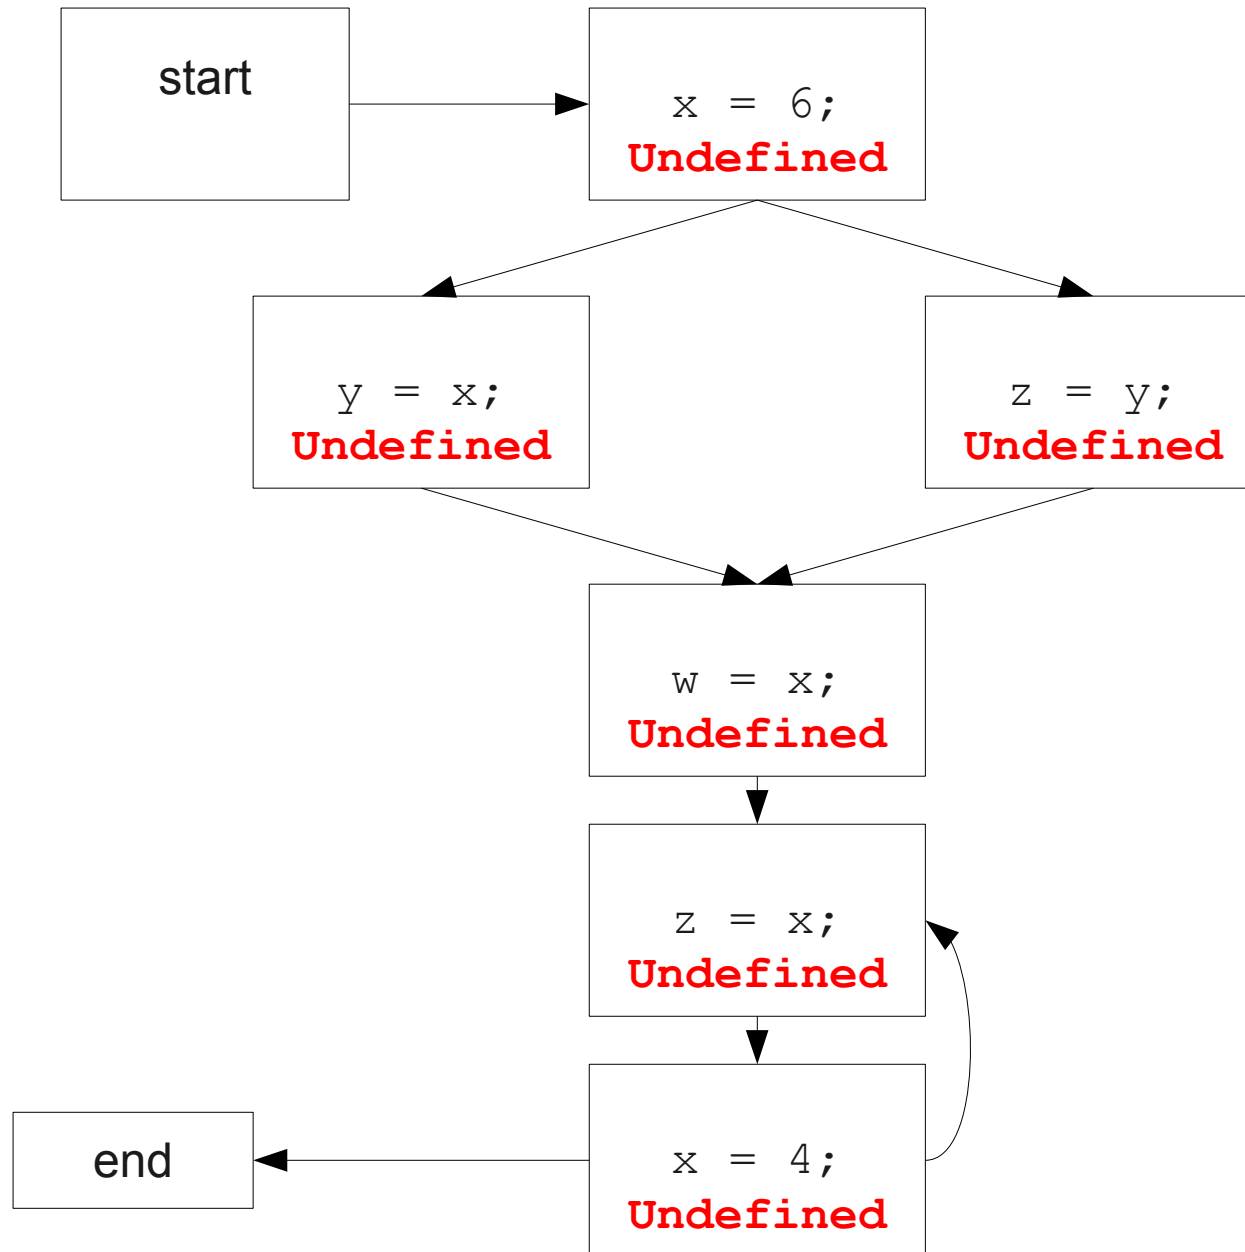 start
x = 6;
Undefined
y = x;
Undefined
z = y;
Undefined
w = x;
Undefined
z = x;
Undefined
end
x = 4;
Undefined